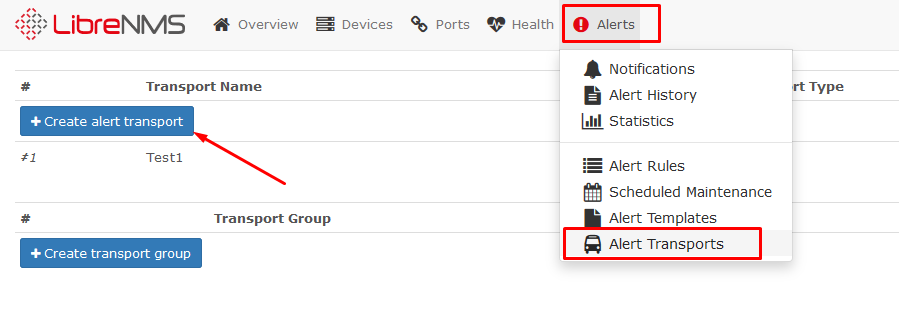 LibreNMS Overview Devices Ports Health Alerts
Notifications
# Transport Name rt Type
Alert History
Create alert transport
Statistics
≠1 Test1
Alert Rules
Scheduled Maintenance
# Transport Group
Alert Templates
Create transport group
Alert Transports